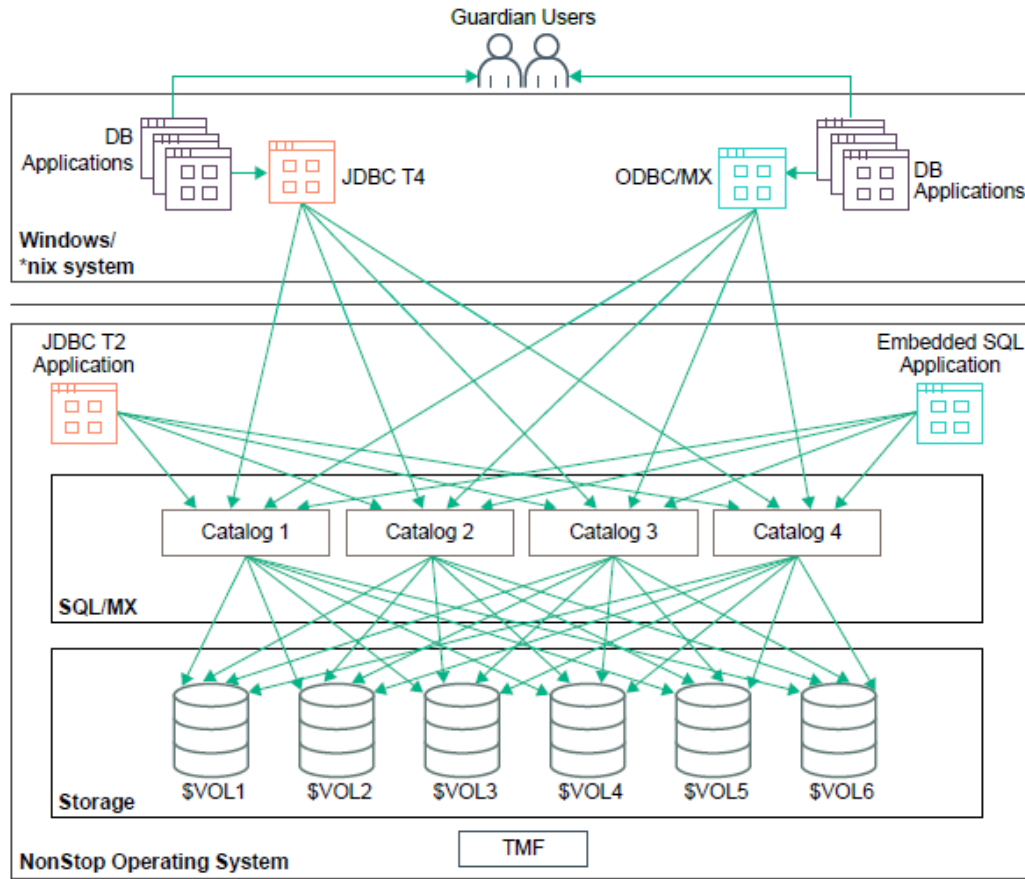 Guardian Users
DB
Applications
JDBC T4
ODBC/MX
DB
Applications
Windows/
*nix system
JDBC T2
Application
Embedded SQL
Application
Catalog 1
Catalog 2
Catalog 3
Catalog 4
SQL/MX
$VOL1
$VOL2
$VOL3
$VOL4
$VOL5
$VOL6
Storage
TMF
NonStop Operating System